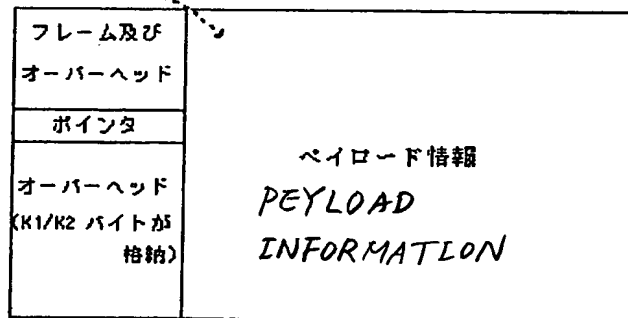 フレーム及び
オーバーヘッド
ポインタ
オーバーヘッド
(K1/K2 バイトが
格納)
ペイロード情報
PEYLOAD
INFORMATION